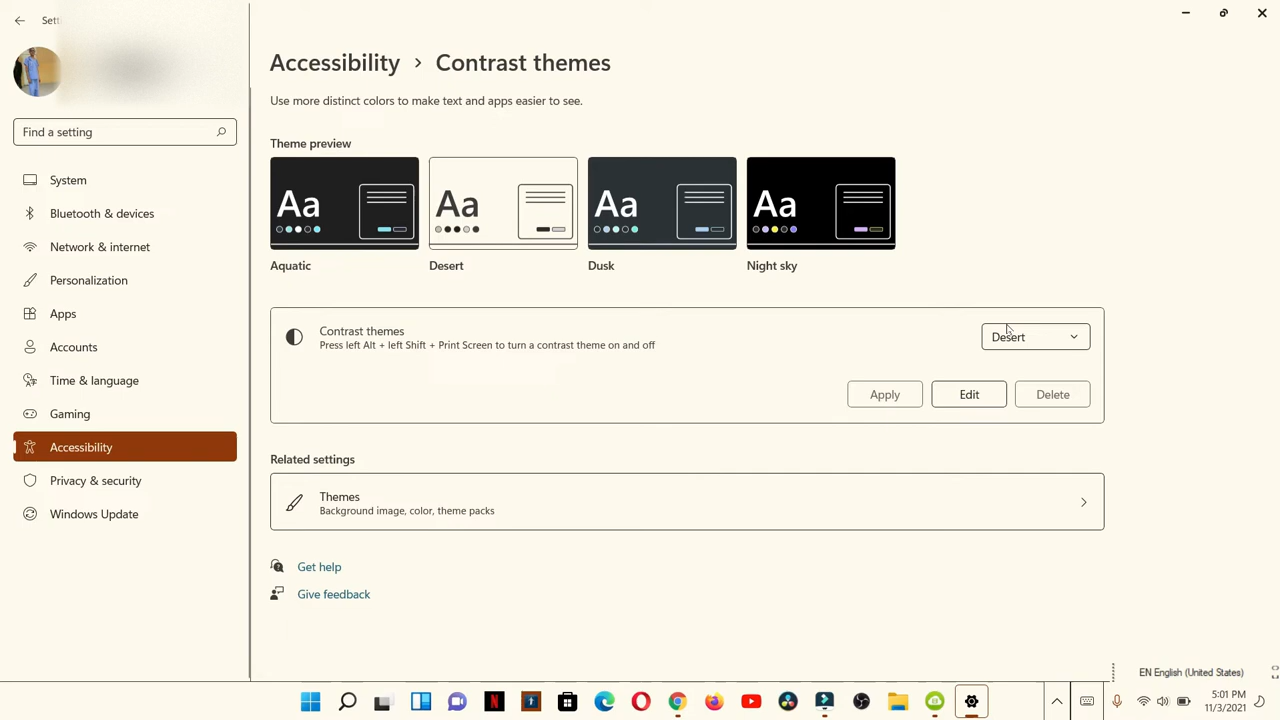 Sett
Accessibility > Contrast themes
Use more distinct colors to make text and apps easier to see.
Find a setting
Theme preview
Aa Aa Aa Aa
Aquatic Desert Dusk Night sky
System
Bluetooth & devices
Network & internet
Personalization
Apps
Accounts
Time & language
Gaming
Accessibility
Privacy & security
Windows Update
Contrast themes
Press left Alt + left Shift + Print Screen to turn a contrast theme on and off
Desert
Apply Edit Delete
Related settings
Themes
Background image, color, theme packs
Get help
Give feedback
EN English (United States)
5:01 PM
11/3/2021